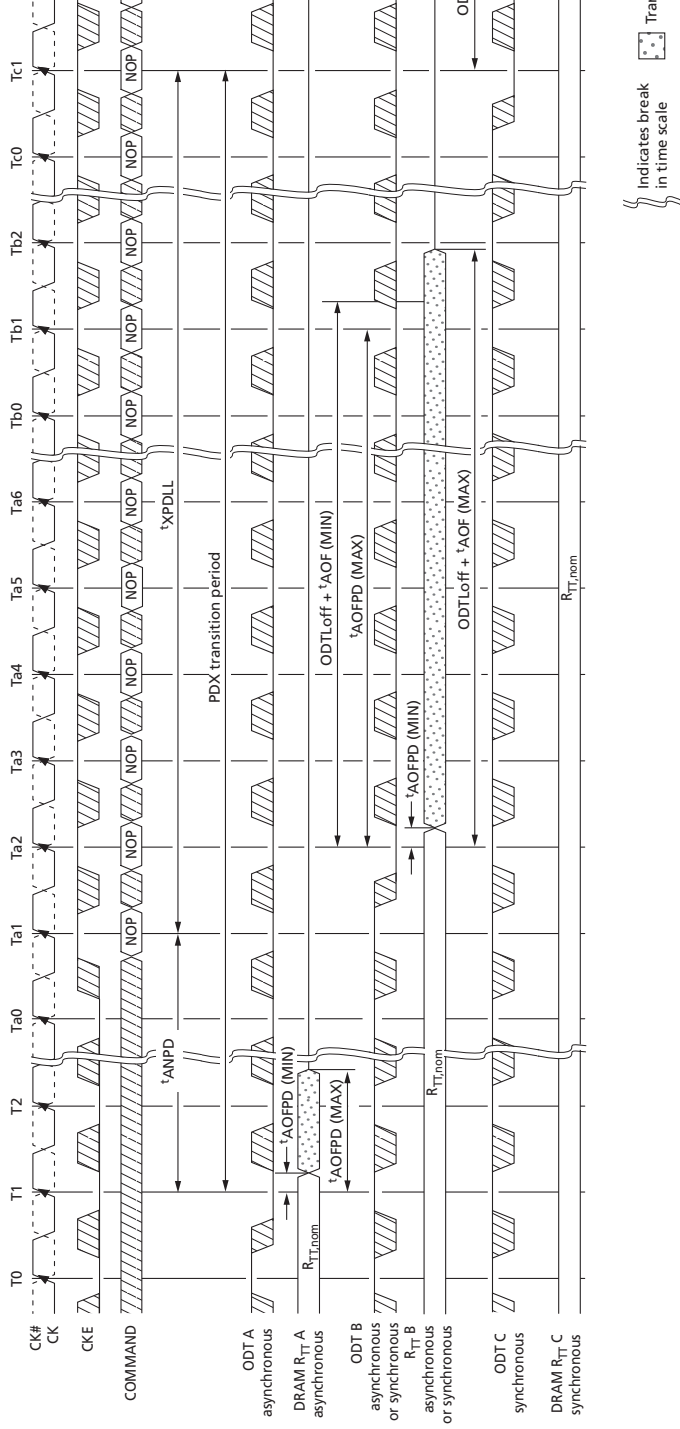 T0 T1 T2 Ta0 Ta1 Ta2 Ta3 Ta4 Ta5 Ta6 Tb0 Tb1 Tb2 Tc0 Tc1
CK#
CK
CKE
COMMAND
NOP NOP NOP NOP NOP NOP NOP NOP NOP NOP NOP
tANPD
tXPDLL
PDX transition period
ODT A
asynchronous
tAOFPD (MIN)
DRAM RTT A
asynchronous
RTT,nom
tAOFPD (MAX)
ODTLoff + tAOF (MIN)
tAOFPD (MAX)
ODT B
asynchronous
or synchronous
tAOFPD (MIN)
RTT B
asynchronous
or synchronous
RTT,nom
ODTLoff + tAOF (MAX)
ODT C
synchronous
DRAM RTT C
synchronous
RTT,nom
Indicates break
in time scale